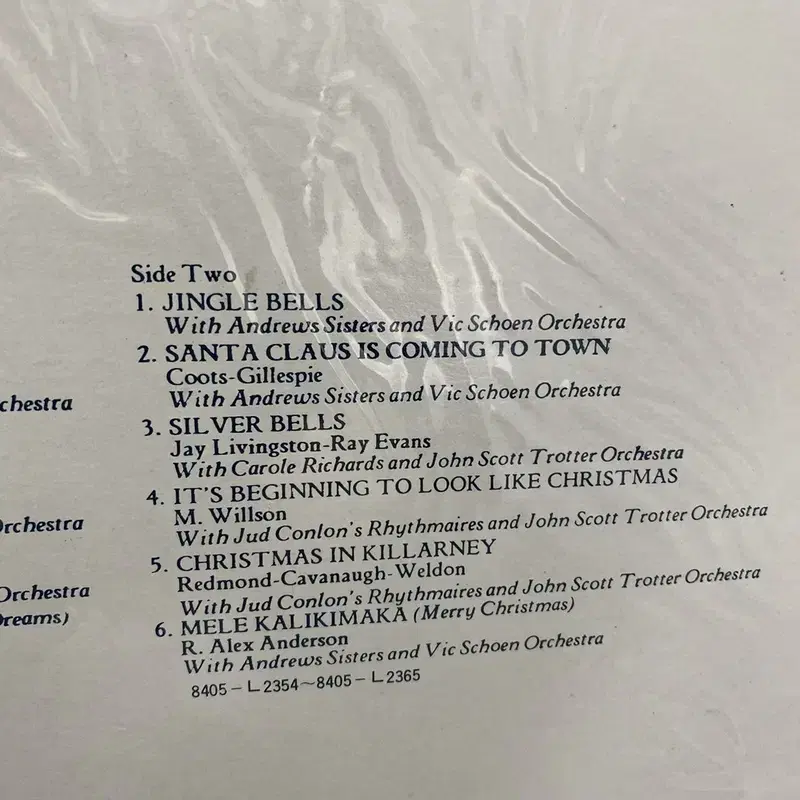 Side Two
1. JINGLE BELLS
With Andrews Sisters and Vic Schoen Orchestra
2. SANTA CLAUS IS COMING TO TOWN
Coots-Gillespie
With Andrews Sisters and Vic Schoen Orchestra
chestra
3. SILVER BELLS
Jay Livingston-Ray Evans
With Carole Richards and John Scott Trotter Orchestra
4. IT'S BEGINNING TO LOOK LIKE CHRISTMAS
M. Willson
With Jud Conlon's Rhythmaires and John Scott Trotter Orchestra
Orchestra
5. CHRISTMAS IN KILLARNEY
Redmond-Cavanaugh-Weldon
With Jud Conlon's Rhythmaires and John Scott Trotter Orchestra
Orchestra
Dreams)
6. MELE KALIKIMAKA (Merry Christmas)
R. Alex Anderson
With Andrews Sisters and Vic Schoen Orchestra
8405-L2354~8405-L2365